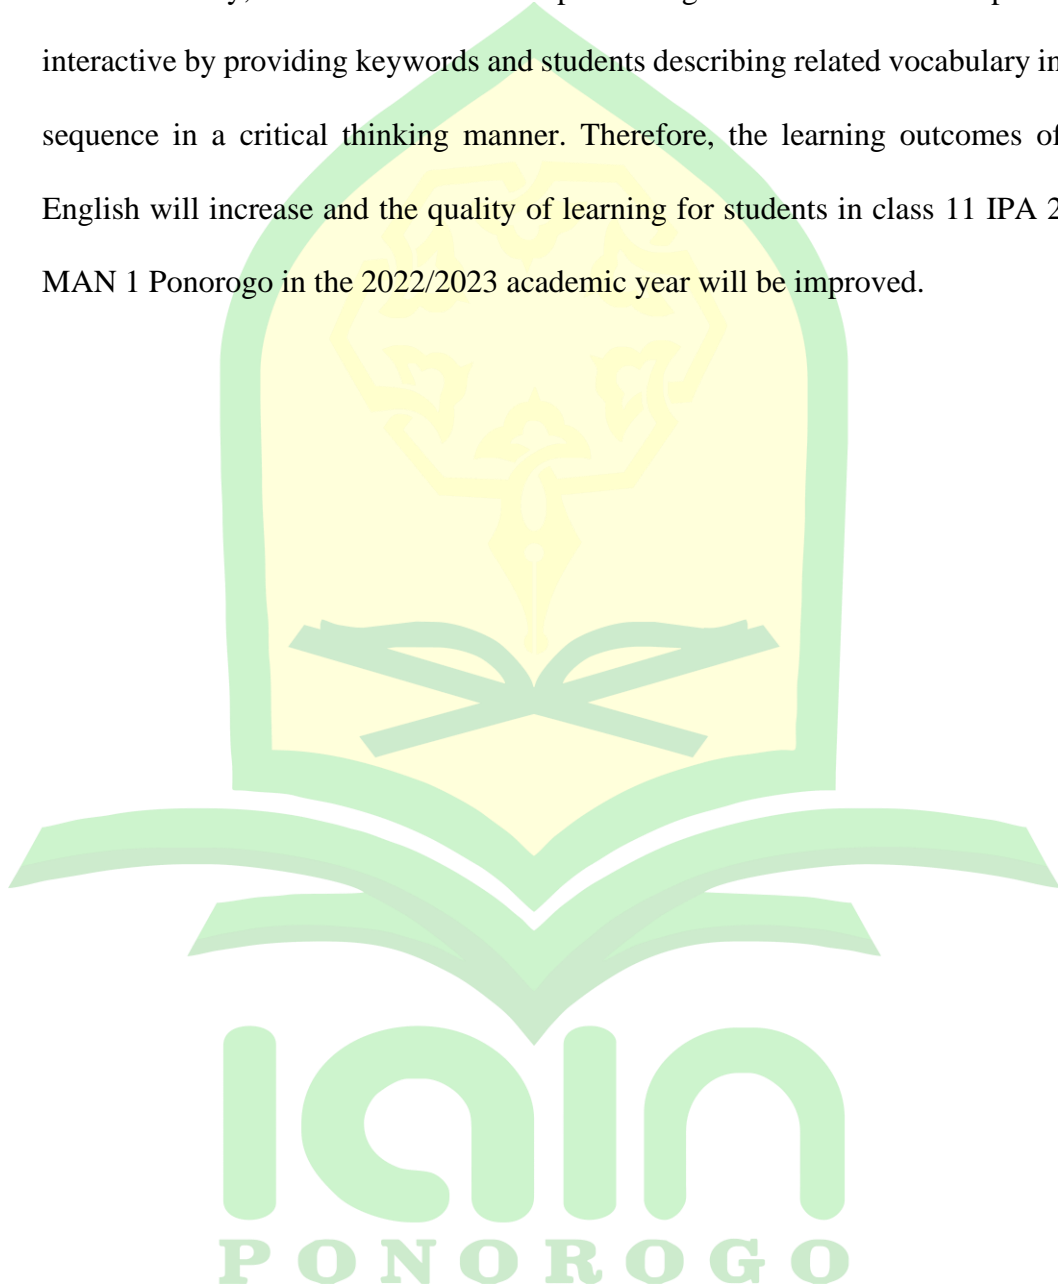 interactive by providing keywords and students describing related vocabulary in
sequence in a critical thinking manner. Therefore, the learning outcomes of
English will increase and the quality of learning for students in class 11 IPA 2
MAN 1 Ponorogo in the 2022/2023 academic year will be improved.
iain
PONOROGO